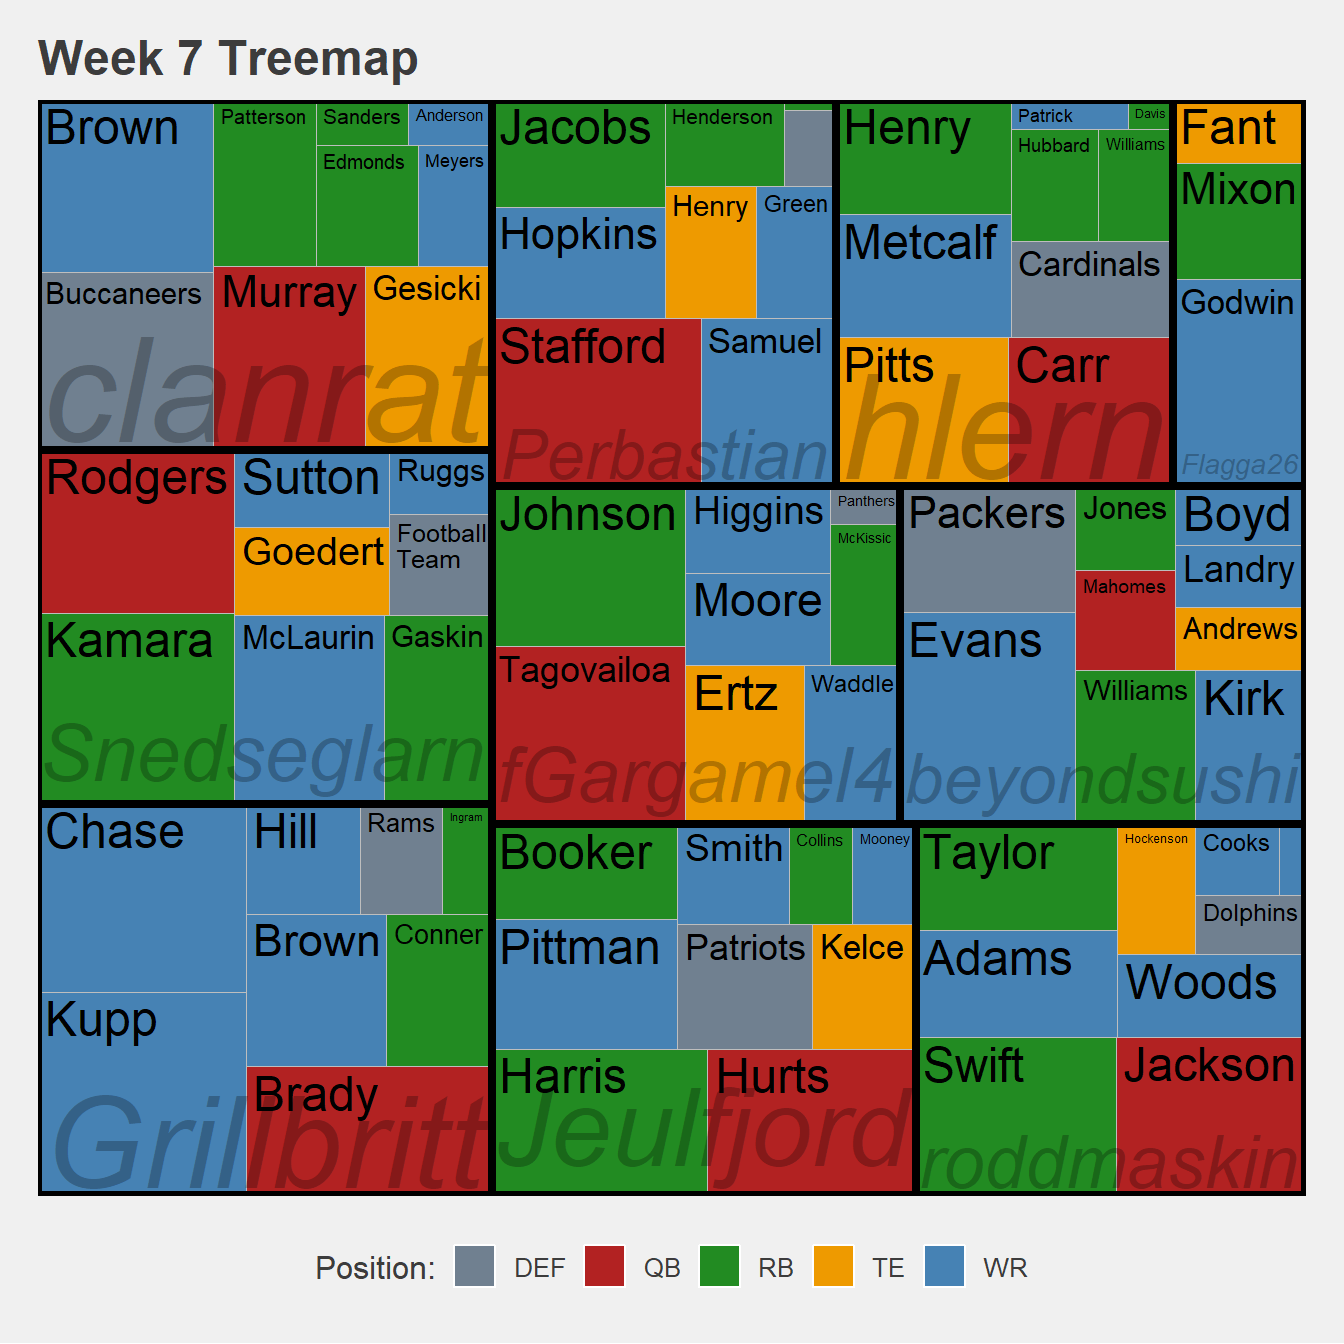 Week 7 Treemap
Brown
Patterson
Sanders
Anderson
Edmonds
Meyers
Buccaneers
Murray
Gesicki
clanrat
Jacobs
Henderson
Hopkins
Henry
Green
Stafford
Samuel
Perbastian
Henry
Patrick
Davis
Hubbard
Williams
Metcalf
Cardinals
Pitts
Carr
hlern
Fant
Mixon
Godwin
Flagga26
Rodgers
Sutton
Ruggs
Goedert
Football
Team
Kamara
McLaurin
Gaskin
Snedseglarn
Johnson
Higgins
Panthers
McKissic
Moore
Tagovailoa
Ertz
Waddle
fGargamel4
Packers
Jones
Boyd
Landry
Mahomes
Evans
Andrews
Williams
Kirk
beyondsushi
Chase
Hill
Rams
Ingram
Brown
Conner
Kupp
Brady
Grillbritt
Booker
Smith
Collins
Mooney
Pittman
Patriots
Kelce
Harris
Hurts
Jeulfjord
Taylor
Hockenson
Cooks
Dolphins
Adams
Woods
Swift
Jackson
roddmaskin
Position: DEF QB RB TE WR